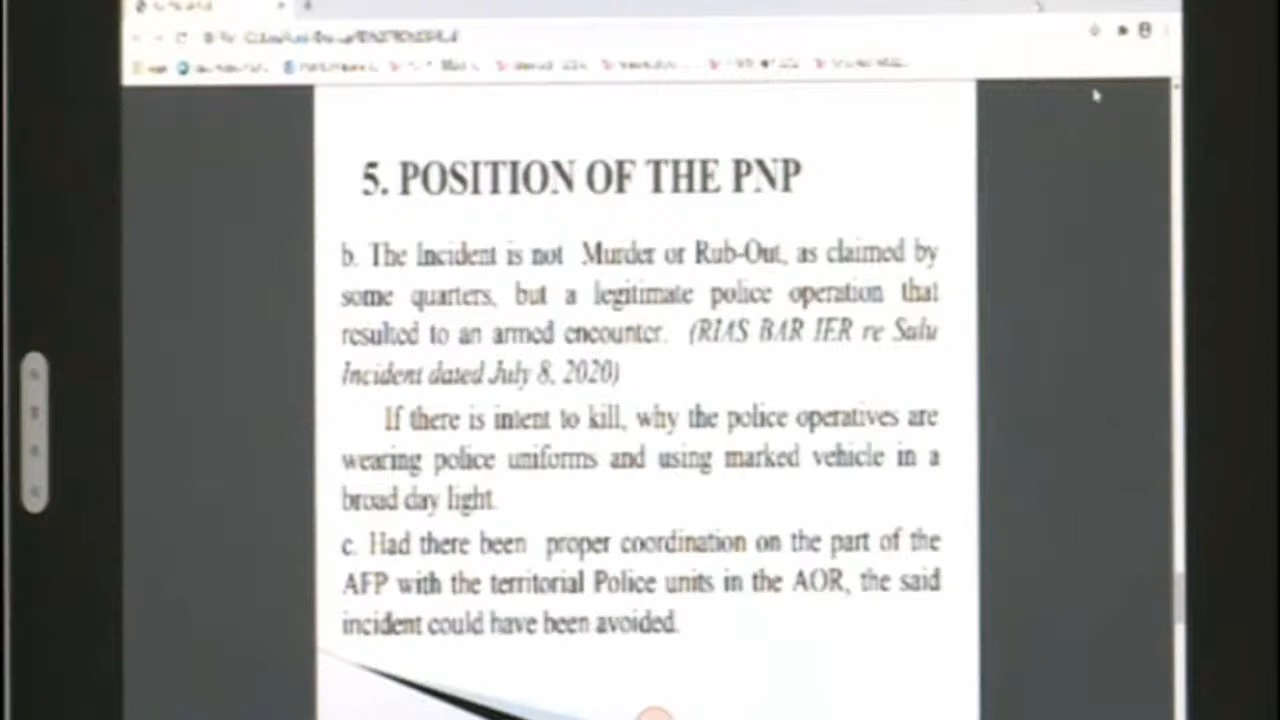 5. POSITION OF THE PNP
b. The Incident is not Murder or Rub-Out, as claimed by
some quarters, but a legitimate police operation that
resulted to an armed encounter. (RIAS BAR IER re Sulu
Incident dated July 8, 2020)
If there is intent to kill, why the police operatives are
wearing police uniforms and using marked vehicle in a
broad day light.
c. Had there been proper coordination on the part of the
AFP with the territorial Police units in the AOR, the said
incident could have been avoided.